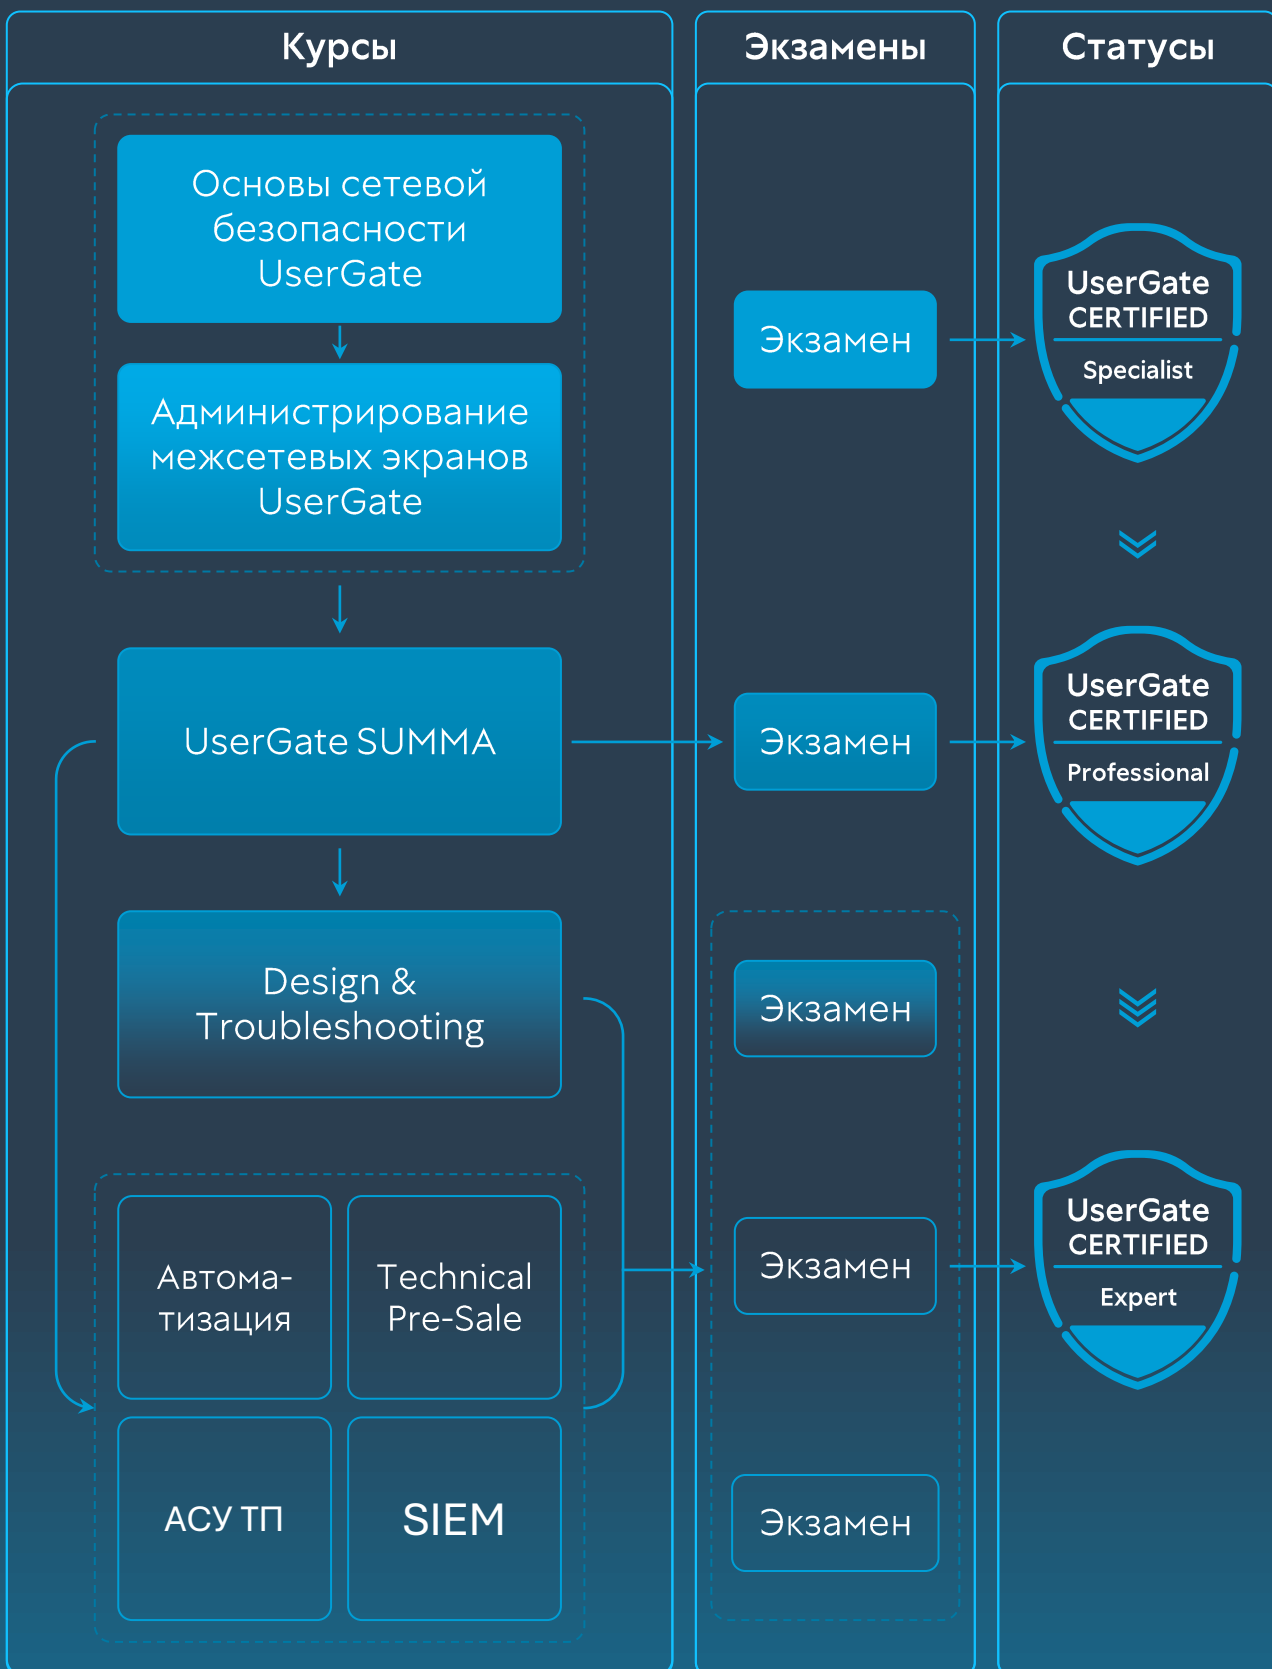 Курсы
Экзамены
Статусы
Основы сетевой
безопасности
UserGate
Администрирование
межсетевых экранов
UserGate
Экзамен
UserGate
CERTIFIED
Specialist
UserGate SUMMA
Экзамен
UserGate
CERTIFIED
Professional
Design &
Troubleshooting
Экзамен
Автома-
тизация
Technical
Pre-Sale
Экзамен
UserGate
CERTIFIED
Expert
АСУ ТП
SIEM
Экзамен